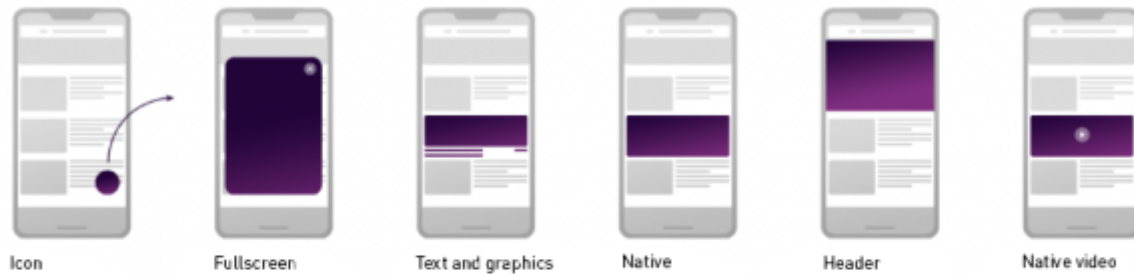 Icon
Fullscreen
Text and graphics
Native
Header
Native video